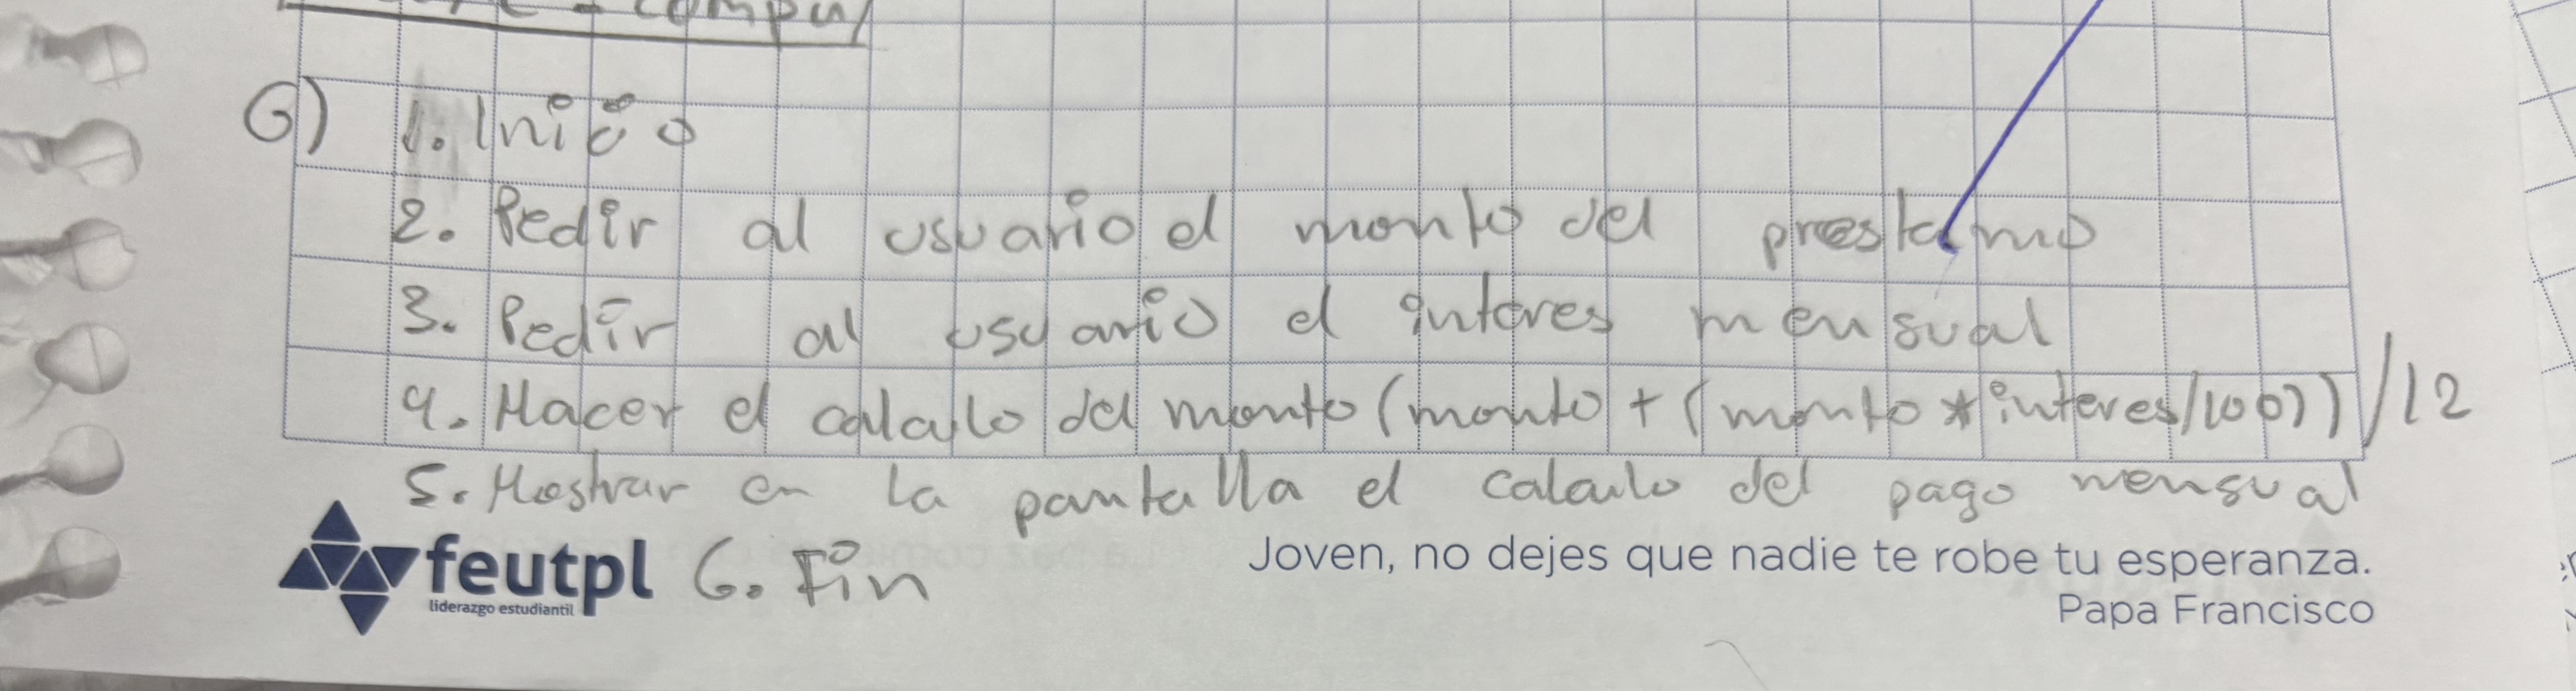 compu
6) 1. Inicio
2. Pedir al usuario el monto del prestamo
3. Pedir al usuario el interes mensual
4. Hacer el calculo del monto (monto + (monto * interes/100))/12
5. Mostrar en la pantalla el calculo del pago mensual
6. Fin
feutpl
liderazgo estudiantil
Joven, no dejes que nadie te robe tu esperanza.
Papa Francisco